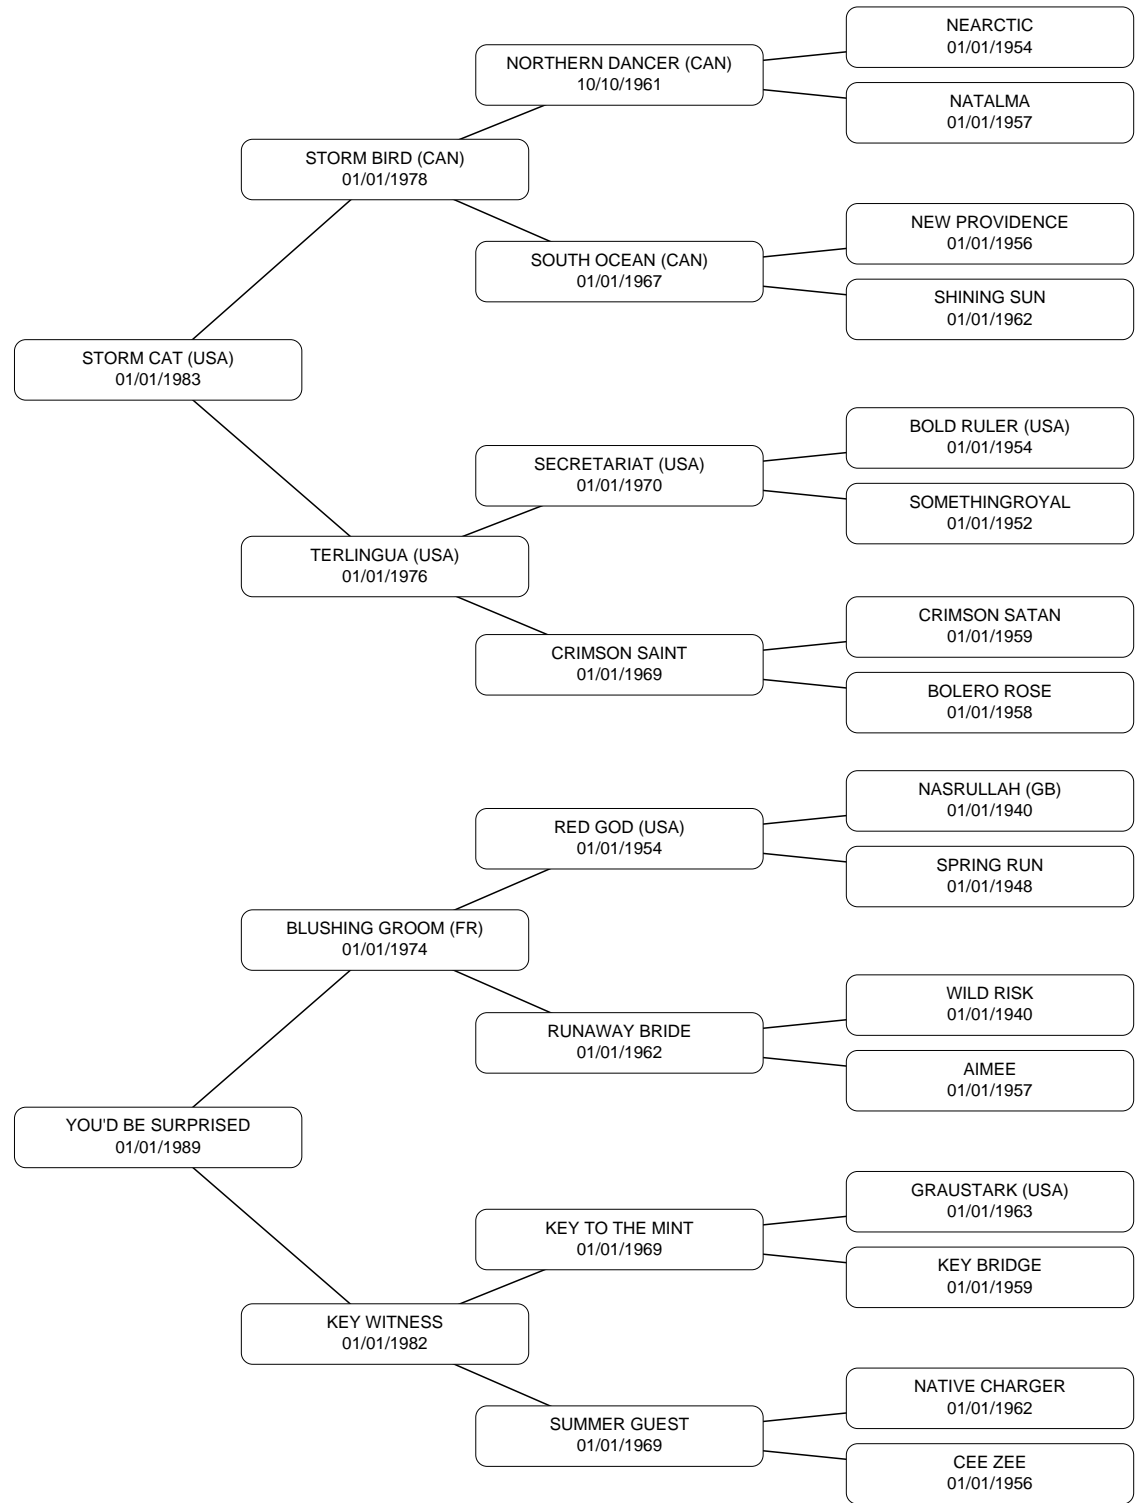 NEARCTIC
01/01/1954
NORTHERN DANCER (CAN)
10/10/1961
NATALMA
01/01/1957
STORM BIRD (CAN)
01/01/1978
NEW PROVIDENCE
01/01/1956
SOUTH OCEAN (CAN)
01/01/1967
SHINING SUN
01/01/1962
STORM CAT (USA)
01/01/1983
BOLD RULER (USA)
01/01/1954
SECRETARIAT (USA)
01/01/1970
SOMETHINGROYAL
01/01/1952
TERLINGUA (USA)
01/01/1976
CRIMSON SATAN
01/01/1959
CRIMSON SAINT
01/01/1969
BOLERO ROSE
01/01/1958
NASRULLAH (GB)
01/01/1940
RED GOD (USA)
01/01/1954
SPRING RUN
01/01/1948
BLUSHING GROOM (FR)
01/01/1974
WILD RISK
01/01/1940
RUNAWAY BRIDE
01/01/1962
AIMEE
01/01/1957
YOU'D BE SURPRISED
01/01/1989
GRAUSTARK (USA)
01/01/1963
KEY TO THE MINT
01/01/1969
KEY BRIDGE
01/01/1959
KEY WITNESS
01/01/1982
NATIVE CHARGER
01/01/1962
SUMMER GUEST
01/01/1969
CEE ZEE
01/01/1956